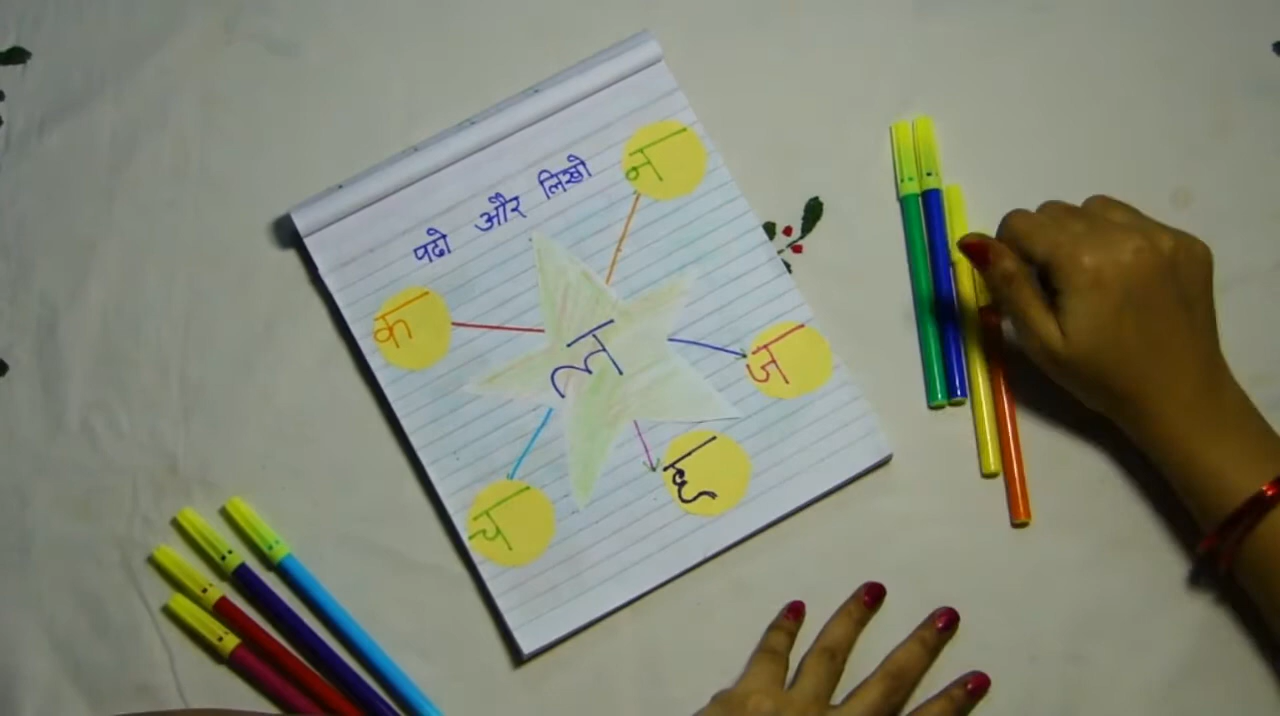 पढो और लिखो
न
क
ल
ज
ह
च